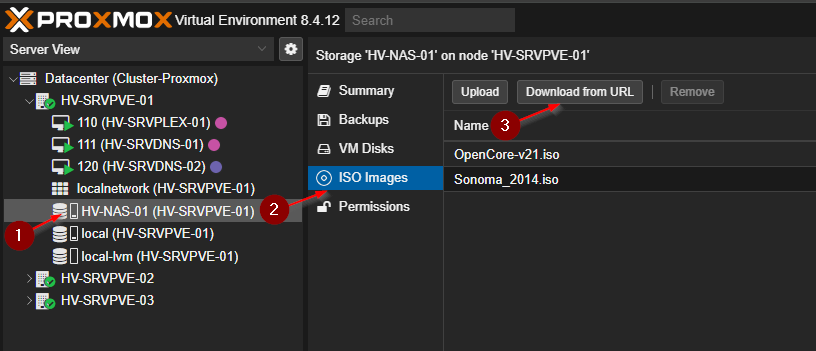 PROXMOX Virtual Environment 8.4.12 Search
Server View
Datacenter (Cluster-Proxmox)
HV-SRVPVE-01
110 (HV-SRVPLEX-01)
111 (HV-SRVDNS-01)
120 (HV-SRVDNS-02)
localnetwork (HV-SRVPVE-01)
1 HV-NAS-01 (HV-SRVPVE-01)
local (HV-SRVPVE-01)
local-lvm (HV-SRVPVE-01)
HV-SRVPVE-02
HV-SRVPVE-03
Storage 'HV-NAS-01' on node 'HV-SRVPVE-01'
Summary
Backups
VM Disks
2 ISO Images
Permissions
Upload Download from URL Remove
Name 3
OpenCore-v21.iso
Sonoma_2014.iso